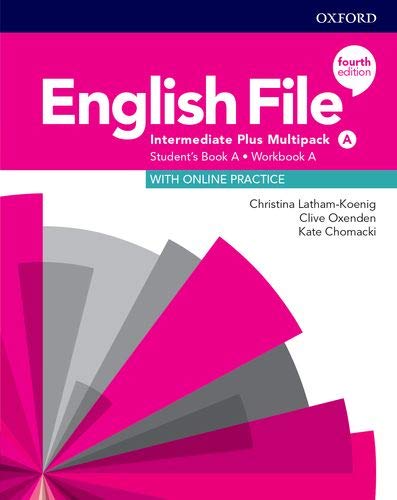 OXFORD
fourth
edition
English File
Intermediate Plus Multipack A
Student's Book A • Workbook A
WITH ONLINE PRACTICE
Christina Latham-Koenig
Clive Oxenden
Kate Chomacki